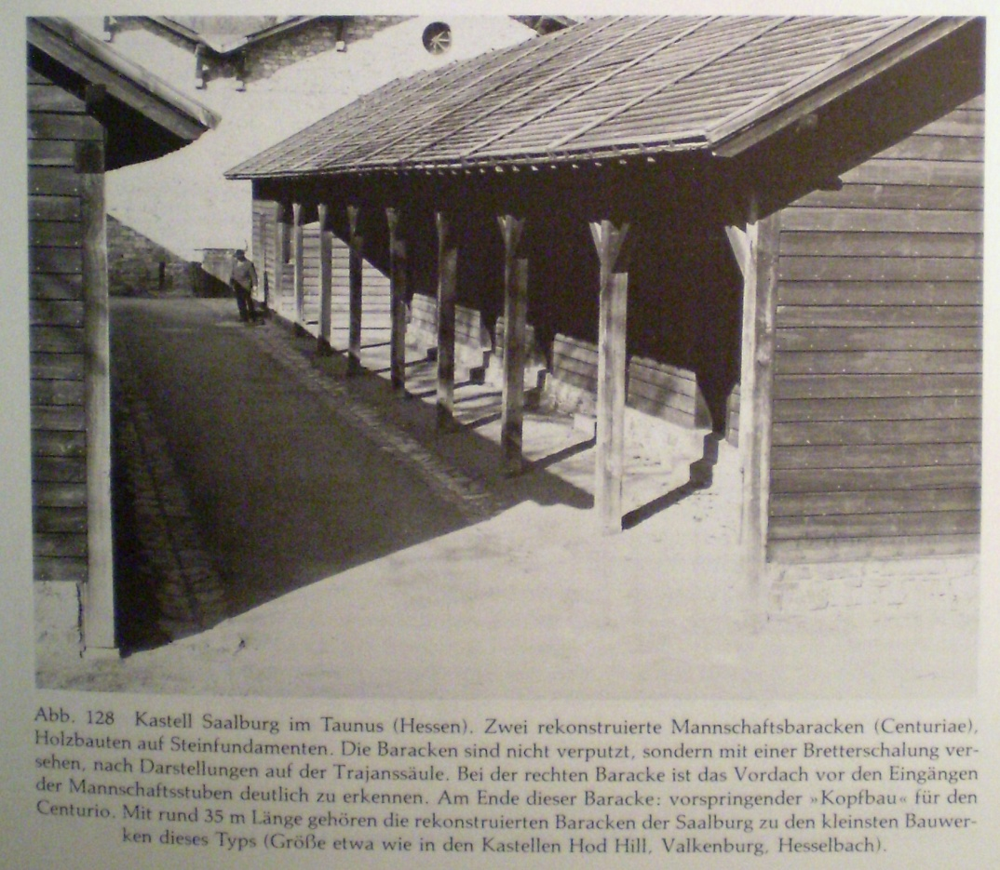 Abb. 128 Kastell Saalburg im Taunus (Hessen). Zwei rekonstruierte Mannschaftsbaracken (Centuriae),
Holzbauten auf Steinfundamenten. Die Baracken sind nicht verputzt, sondern mit einer Bretterschalung ver-
sehen, nach Darstellungen auf der Trajanssäule. Bei der rechten Baracke ist das Vordach vor den Eingängen
der Mannschaftsstuben deutlich zu erkennen. Am Ende dieser Baracke: vorspringender »Kopfbau« für den
Centurio. Mit rund 35 m Länge gehören die rekonstruierten Baracken der Saalburg zu den kleinsten Bauwer-
ken dieses Typs (Größe etwa wie in den Kastellen Hod Hill, Valkenburg, Hesselbach).